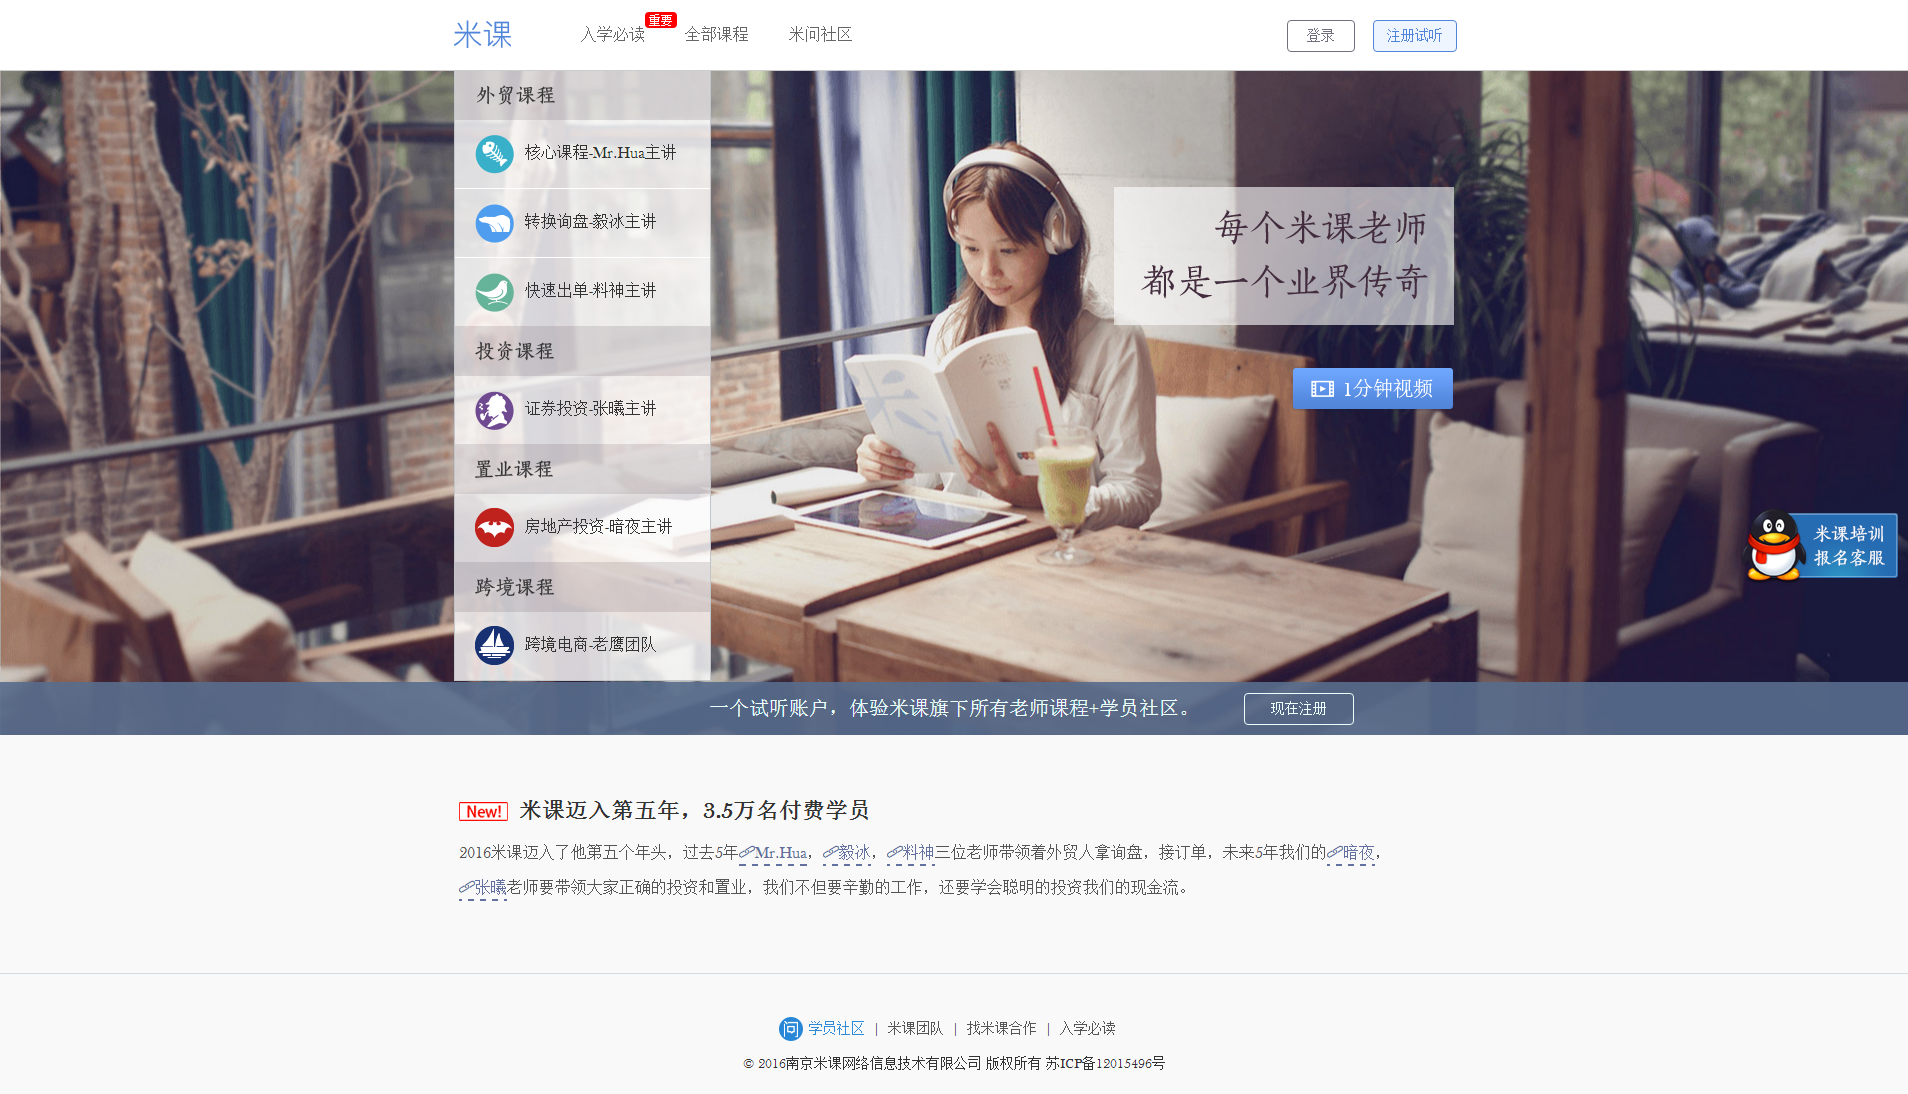 米课
入学必读
重要
全部课程
米问社区
登录
注册试听
外贸课程
核心课程-Mr.Hua主讲
转换询盘-毅冰主讲
快速出单-料神主讲
投资课程
证券投资-张曦主讲
置业课程
房地产投资-暗夜主讲
跨境课程
跨境电商-老鹰团队
每个米课老师
都是一个业界传奇
1分钟视频
米课培训
报名客服
一个试听账户，体验米课旗下所有老师课程+学员社区。
现在注册
New!
米课迈入第五年，3.5万名付费学员
2016米课迈入了他第五个年头，过去5年Mr.Hua，毅冰，料神三位老师带领着外贸人拿询盘，接订单，未来5年我们的暗夜，
张曦老师要带领大家正确的投资和置业，我们不但要辛勤的工作，还要学会聪明的投资我们的现金流。
问 学员社区 | 米课团队 | 找米课合作 | 入学必读
© 2016南京米课网络信息技术有限公司 版权所有 苏ICP备12015496号